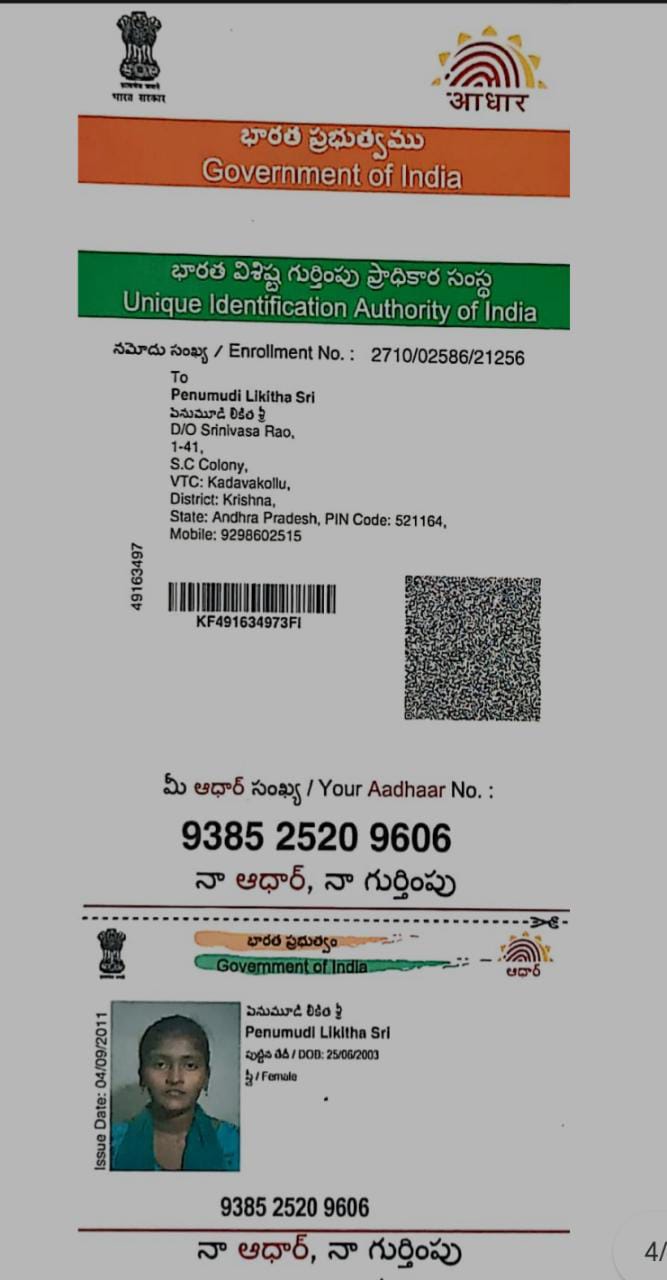 सत्यमेव जयते
भारत सरकार
आधार
భారత ప్రభుత్వము
Government of India
భారత విశిష్ట గుర్తింపు ప్రాధికార సంస్థ
Unique Identification Authority of India
నమోదు సంఖ్య / Enrollment No. : 2710/02586/21256
To
Penumudi Likitha Sri
పెనుమూడి లికిత శ్రీ
D/O Srinivasa Rao,
1-41,
S.C Colony,
VTC: Kadavakollu,
District: Krishna,
State: Andhra Pradesh, PIN Code: 521164,
Mobile: 9298602515
49163497
KF491634973FI
మీ ఆధార్ సంఖ్య / Your Aadhaar No. :
9385 2520 9606
నా ఆధార్, నా గుర్తింపు
భారత ప్రభుత్వం
Government of India
ఆధార్
పెనుమూడి లికిత శ్రీ
Penumudi Likitha Sri
పుట్టిన తేదీ / DOB: 25/06/2003
స్త్రీ / Female
Issue Date: 04/09/2011
9385 2520 9606
నా ఆధార్, నా గుర్తింపు
4/